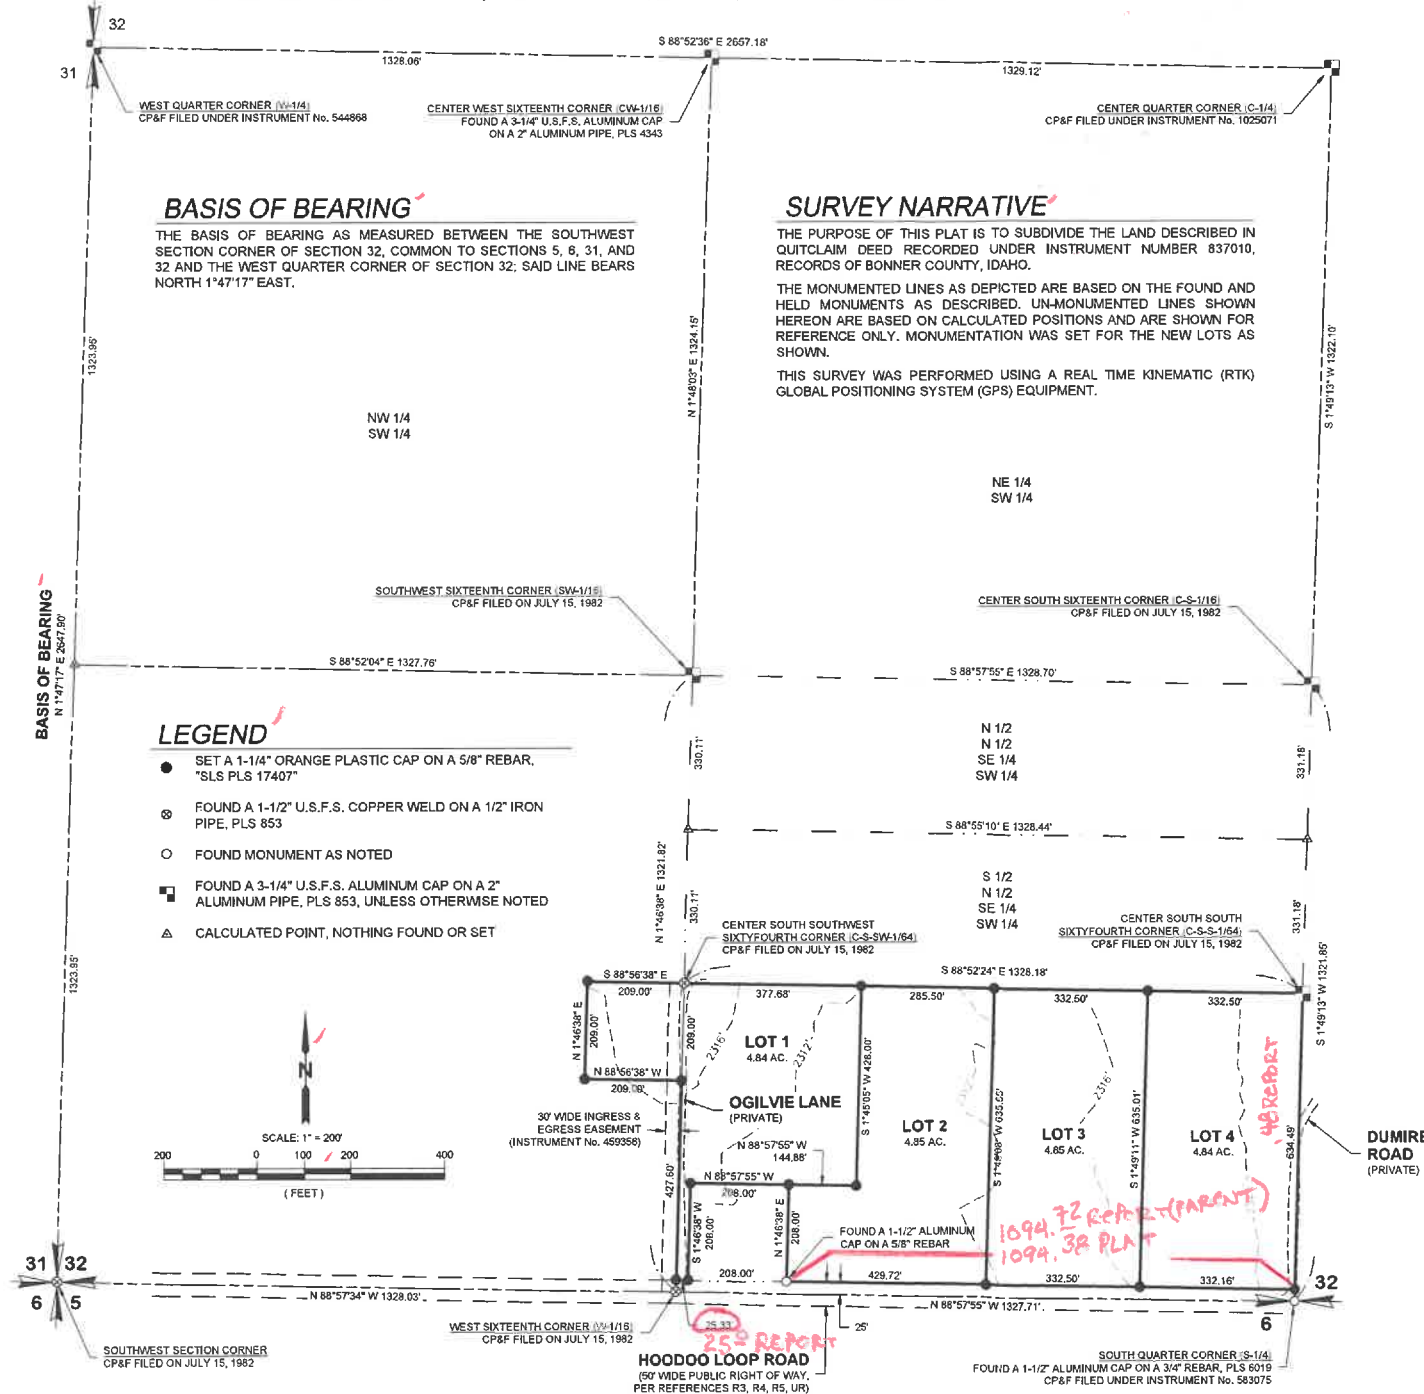 32
31
S 88°52'36" E 2657.18'
1328.06'
1329.12'
WEST QUARTER CORNER (W-1/4)
CP&F FILED UNDER INSTRUMENT No. 544868
CENTER WEST SIXTEENTH CORNER (CW-1/16)
FOUND A 3-1/4" U.S.F.S. ALUMINUM CAP
ON A 2" ALUMINUM PIPE, PLS 4343
CENTER QUARTER CORNER (C-1/4)
CP&F FILED UNDER INSTRUMENT No. 1025071
BASIS OF BEARING
THE BASIS OF BEARING AS MEASURED BETWEEN THE SOUTHWEST
SECTION CORNER OF SECTION 32, COMMON TO SECTIONS 5, 6, 31, AND
32 AND THE WEST QUARTER CORNER OF SECTION 32; SAID LINE BEARS
NORTH 1°47'17" EAST.
SURVEY NARRATIVE
THE PURPOSE OF THIS PLAT IS TO SUBDIVIDE THE LAND DESCRIBED IN
QUITCLAIM DEED RECORDED UNDER INSTRUMENT NUMBER 837010,
RECORDS OF BONNER COUNTY, IDAHO.
THE MONUMENTED LINES AS DEPICTED ARE BASED ON THE FOUND AND
HELD MONUMENTS AS DESCRIBED. UN-MONUMENTED LINES SHOWN
HEREON ARE BASED ON CALCULATED POSITIONS AND ARE SHOWN FOR
REFERENCE ONLY. MONUMENTATION WAS SET FOR THE NEW LOTS AS
SHOWN.
THIS SURVEY WAS PERFORMED USING A REAL TIME KINEMATIC (RTK)
GLOBAL POSITIONING SYSTEM (GPS) EQUIPMENT.
1323.95'
N 1°48'03" E 1324.15'
S 1°49'13" W 1322.10'
NW 1/4
SW 1/4
NE 1/4
SW 1/4
SOUTHWEST SIXTEENTH CORNER (SW-1/16)
CP&F FILED ON JULY 15, 1982
CENTER SOUTH SIXTEENTH CORNER (C-S-1/16)
CP&F FILED ON JULY 15, 1982
BASIS OF BEARING
N 1°47'17" E 2647.90'
S 88°52'04" E 1327.76'
S 88°57'55" E 1328.70'
LEGEND
SET A 1-1/4" ORANGE PLASTIC CAP ON A 5/8" REBAR,
"SLS PLS 17407"
FOUND A 1-1/2" U.S.F.S. COPPER WELD ON A 1/2" IRON
PIPE, PLS 853
FOUND MONUMENT AS NOTED
FOUND A 3-1/4" U.S.F.S. ALUMINUM CAP ON A 2"
ALUMINUM PIPE, PLS 853, UNLESS OTHERWISE NOTED
CALCULATED POINT, NOTHING FOUND OR SET
N 1/2
N 1/2
SE 1/4
SW 1/4
330.11'
331.18'
S 88°55'10" E 1328.44'
N 1°46'38" E 1321.82'
330.11'
S 1/2
N 1/2
SE 1/4
SW 1/4
331.18'
CENTER SOUTH SOUTHWEST
SIXTYFOURTH CORNER (C-S-SW-1/64)
CP&F FILED ON JULY 15, 1982
CENTER SOUTH SOUTH
SIXTYFOURTH CORNER (C-S-S-1/64)
CP&F FILED ON JULY 15, 1982
1323.95'
S 88°56'38" E
209.00'
S 88°52'24" E 1328.18'
377.68'
285.50'
332.50'
332.50'
S 1°49'13" W 1321.85'
N 1°46'38" E
209.00'
209.00'
2316'
2312'
LOT 1
4.84 AC.
S 1°45'05" W 428.00'
N 88°56'38" W
209.00'
OGILVIE LANE
(PRIVATE)
30' WIDE INGRESS &
EGRESS EASEMENT
(INSTRUMENT No. 459356)
LOT 2
4.85 AC.
LOT 3
4.85 AC.
2316'
S 1°49'11" W 635.01'
LOT 4
4.84 AC.
.48 REPORT
634.49'
DUMIRE
ROAD
(PRIVATE)
N
SCALE: 1" = 200'
200
0
100
200
400
( FEET )
N 88°57'55" W
144.88'
N 88°57'55" W
208.00'
427.60'
S 1°46'38" W
208.00'
N 1°46'38" E
208.00'
FOUND A 1-1/2" ALUMINUM
CAP ON A 5/8" REBAR
1094.72 REPORT (PARENT)
1094.38 PLAT
31
32
6
5
208.00'
429.72'
332.50'
332.16'
32
6
N 88°57'34" W 1328.03'
N 88°57'55" W 1327.71'
25'
WEST SIXTEENTH CORNER (W-1/16)
CP&F FILED ON JULY 15, 1982
25.33'
REPORT
SOUTHWEST SECTION CORNER
CP&F FILED ON JULY 15, 1982
HOODOO LOOP ROAD
(50' WIDE PUBLIC RIGHT OF WAY,
PER REFERENCES R3, R4, R5, UR)
SOUTH QUARTER CORNER (S-1/4)
FOUND A 1-1/2" ALUMINUM CAP ON A 3/4" REBAR, PLS 6019
CP&F FILED UNDER INSTRUMENT No. 583075